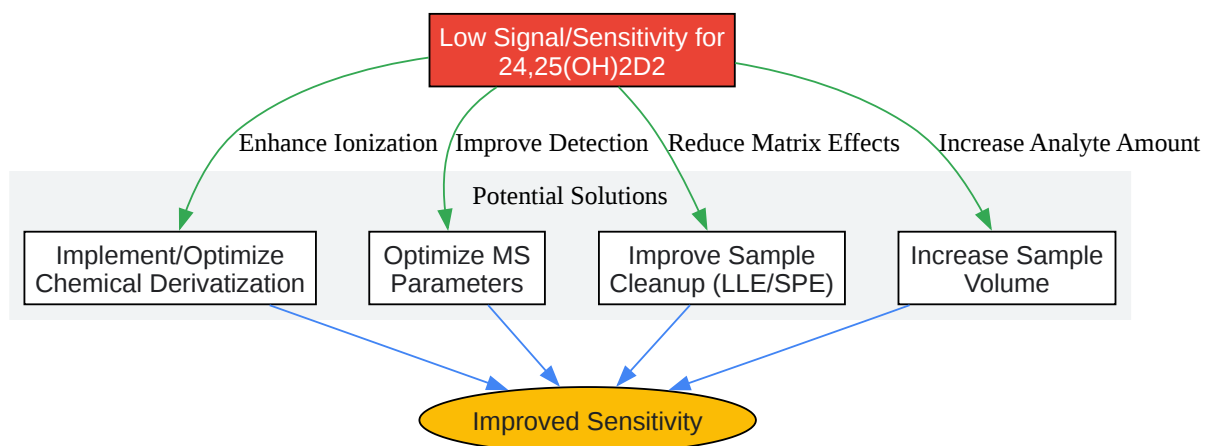 Low Signal/Sensitivity for
24,25(OH)2D2
Enhance Ionization
Improve Detection
Reduce Matrix Effects
Increase Analyte Amount
Potential Solutions
Implement/Optimize
Chemical Derivatization
Optimize MS
Parameters
Improve Sample
Cleanup (LLE/SPE)
Increase Sample
Volume
Improved Sensitivity